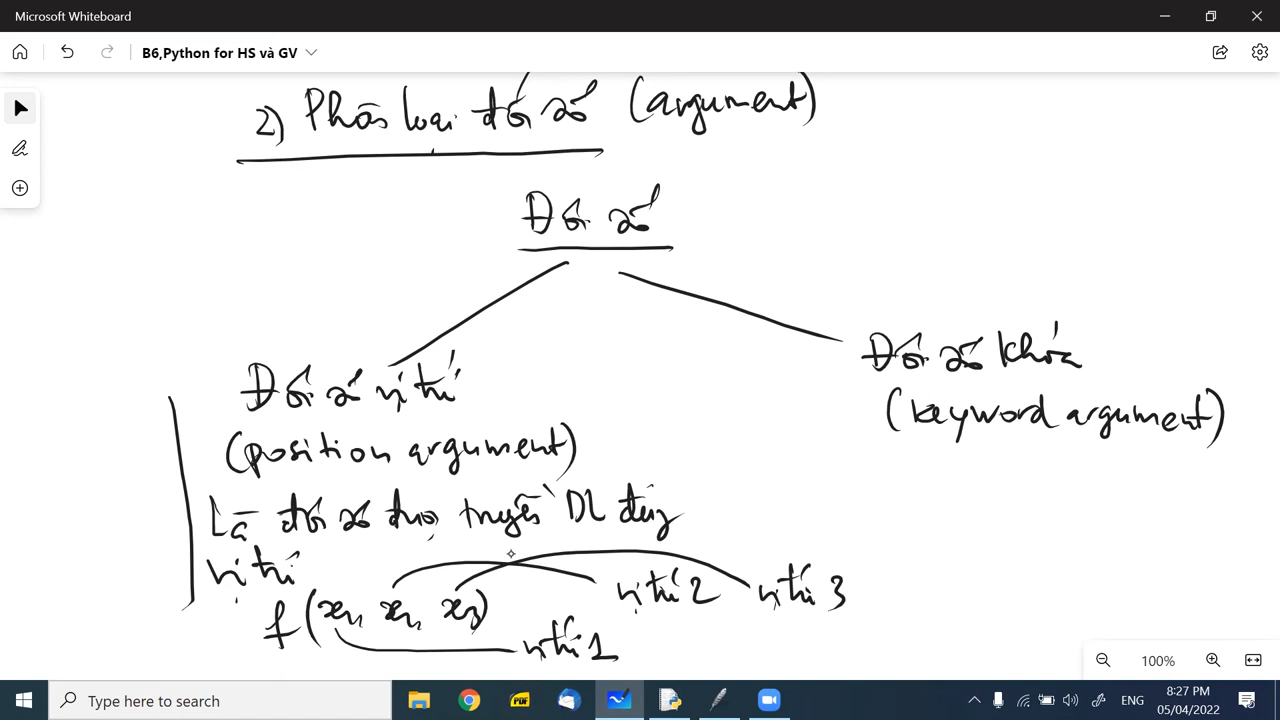 Microsoft Whiteboard
B6,Python for HS và GV
2) Phân loại đối số (argument)
Đối số
Đối số vị trí
(position argument)
Là đối số được truyền DL đúng
vị trí
f(x1, x2, x3)
vị trí 1
vị trí 2
vị trí 3
Đối số khóa
(keyword argument)
100%
Type here to search
PDF
ENG
8:27 PM
05/04/2022